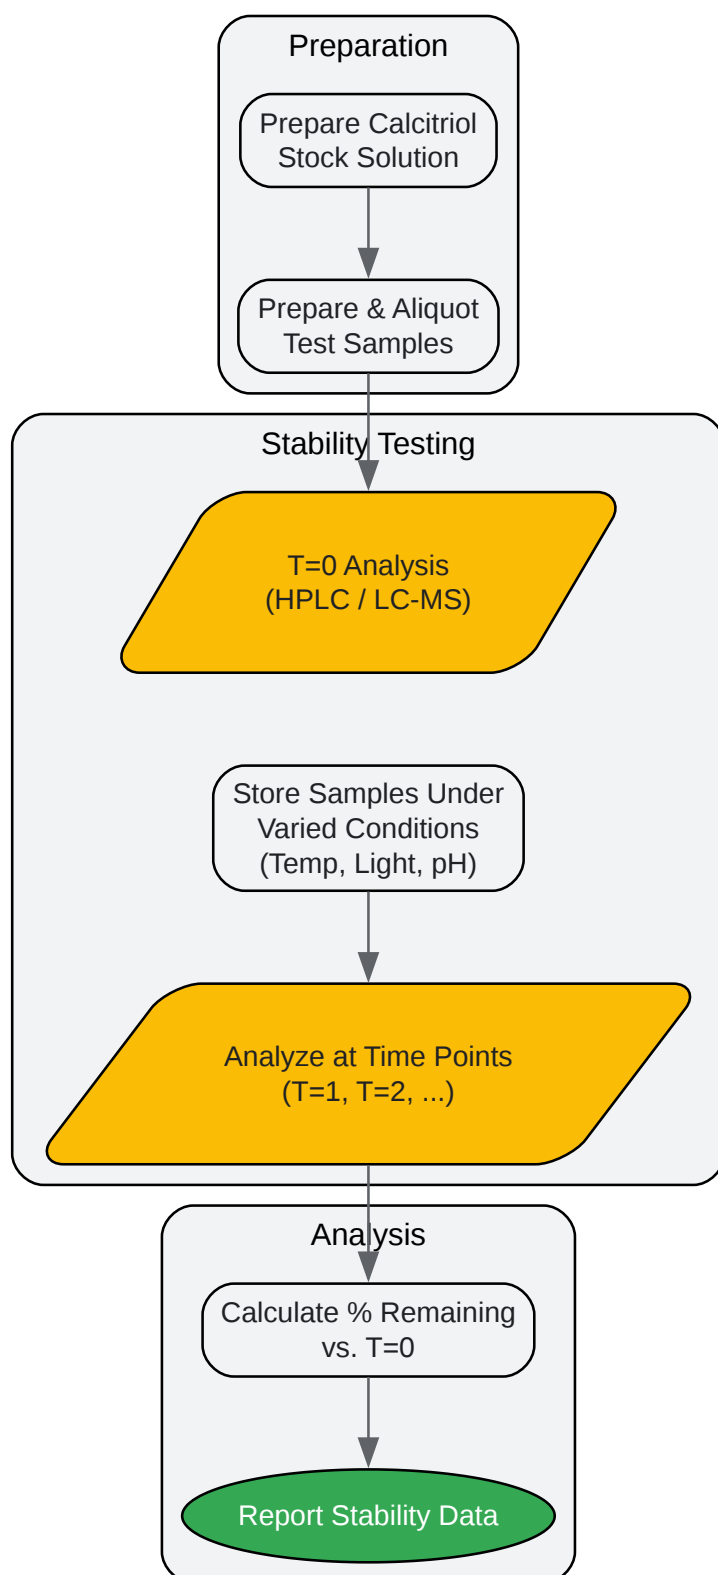 Preparation
Prepare Calcitriol
Stock Solution
Prepare & Aliquot
Test Samples
Stability Testing
T=0 Analysis
(HPLC / LC-MS)
Store Samples Under
Varied Conditions
(Temp, Light, pH)
Analyze at Time Points
(T=1, T=2, ...)
Analysis
Calculate % Remaining
vs. T=0
Report Stability Data